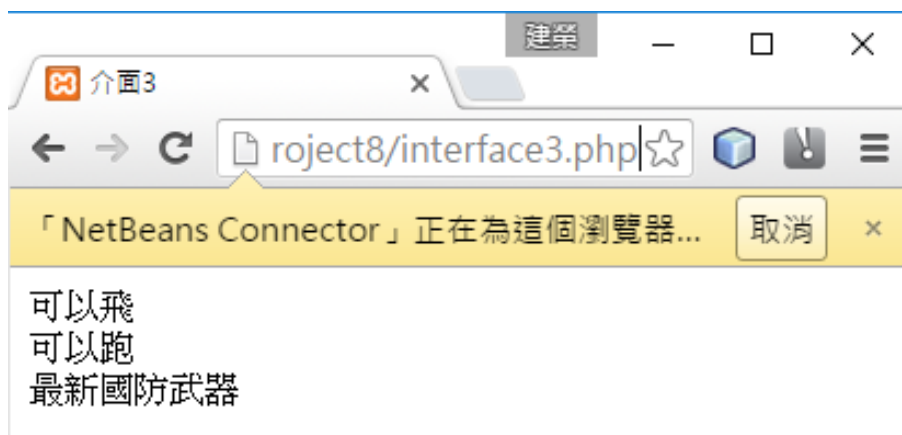 建榮
介面3
roject8/interface3.php
「NetBeans Connector」正在為這個瀏覽器... 取消
可以飛
可以跑
最新國防武器